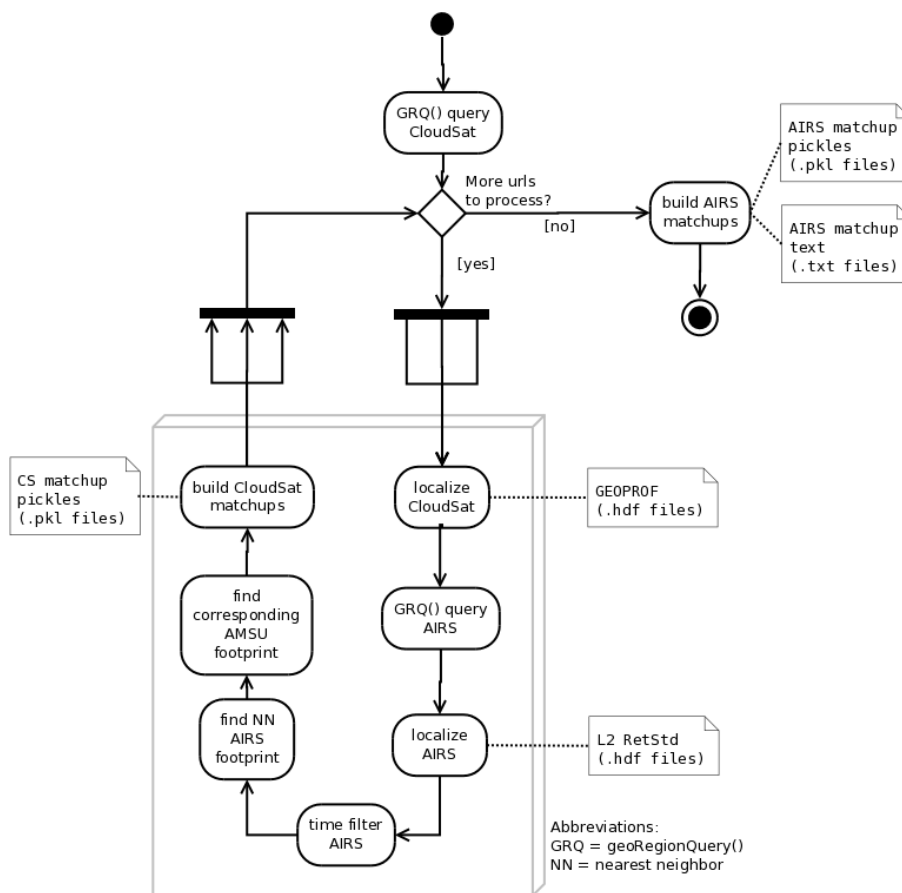 GRQ() query
CloudSat
More urls
to process?
[no]
[yes]
build AIRS
matchups
AIRS matchup
pickles
(.pkl files)
AIRS matchup
text
(.txt files)
CS matchup
pickles
(.pkl files)
build CloudSat
matchups
localize
CloudSat
GEOPROF
(.hdf files)
find
corresponding
AMSU
footprint
GRQ() query
AIRS
find NN
AIRS
footprint
localize
AIRS
L2 RetStd
(.hdf files)
time filter
AIRS
Abbreviations:
GRQ = geoRegionQuery()
NN = nearest neighbor